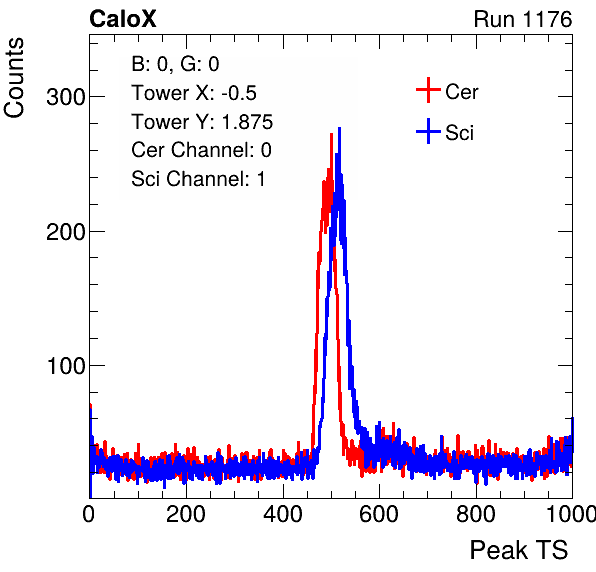 CaloX
Run 1176
Counts
B: 0, G: 0
Tower X: -0.5
Tower Y: 1.875
Cer Channel: 0
Sci Channel: 1
Cer
Sci
300
200
100
0 200 400 600 800 1000
Peak TS